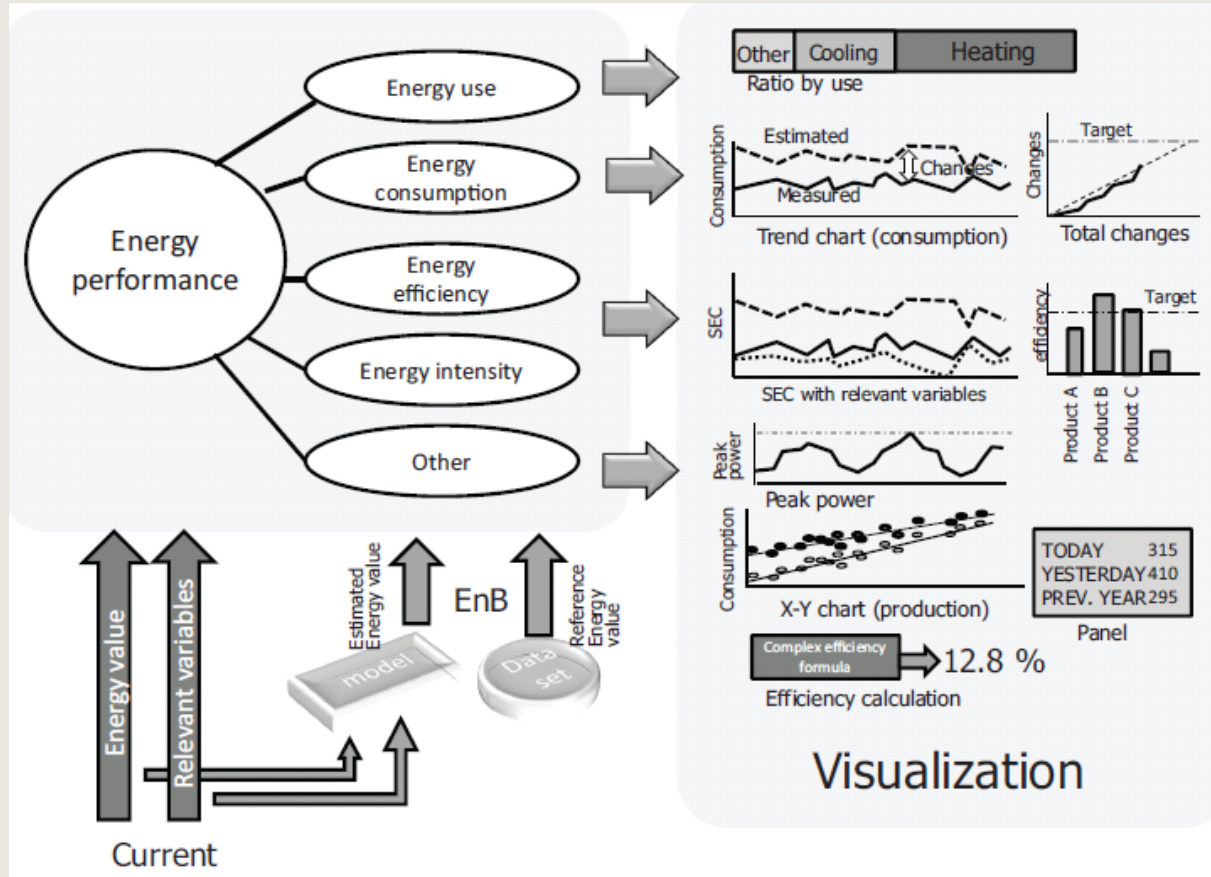 Energy
performance
Energy use
Energy
consumption
Energy
efficiency
Energy intensity
Other
Energy value
Relevant variables
Current
Estimated
Energy value
model
EnB
Data
set
Reference
Energy
value
Other
Cooling
Heating
Ratio by use
Consumption
Estimated
Changes
Measured
Trend chart (consumption)
Changes
Target
Total changes
SEC
SEC with relevant variables
efficiency
Target
Product A
Product B
Product C
Peak
power
Peak power
Consumption
X-Y chart (production)
TODAY 315
YESTERDAY 410
PREV. YEAR 295
Panel
Complex efficiency
formula
12.8 %
Efficiency calculation
Visualization